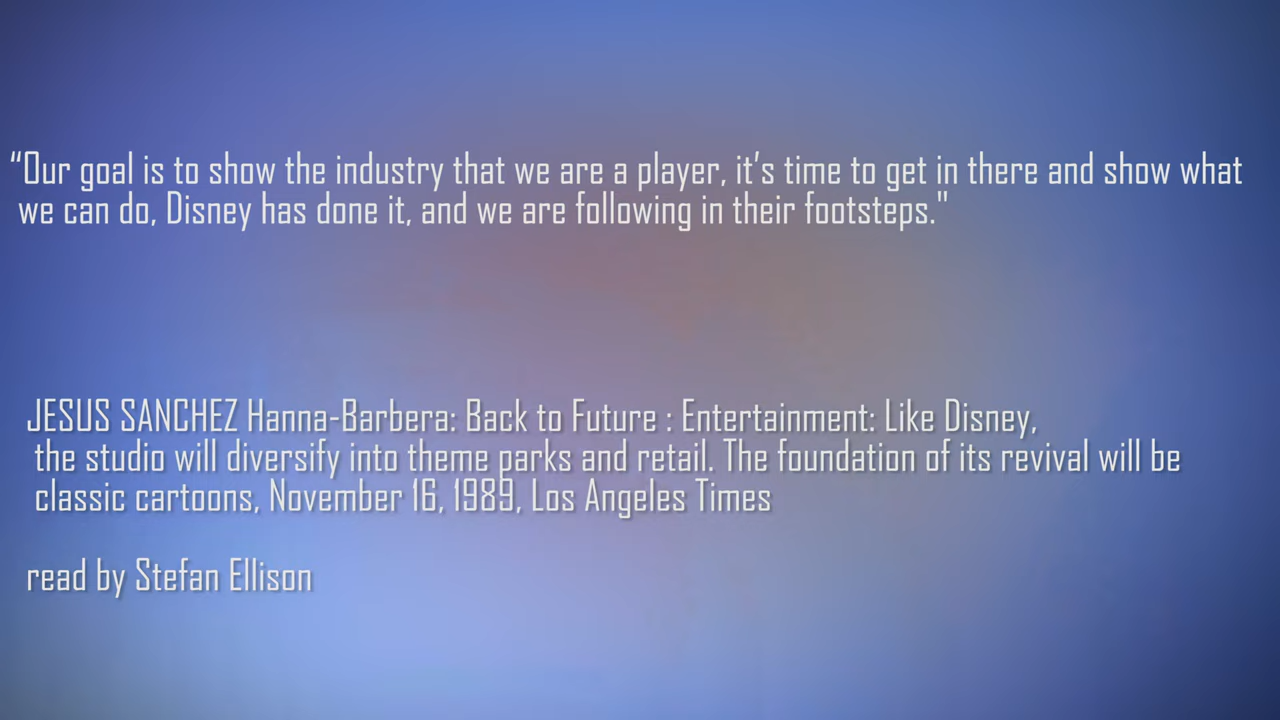 “Our goal is to show the industry that we are a player, it’s time to get in there and show what
we can do, Disney has done it, and we are following in their footsteps."
JESUS SANCHEZ Hanna-Barbera: Back to Future : Entertainment: Like Disney,
the studio will diversify into theme parks and retail. The foundation of its revival will be
classic cartoons, November 16, 1989, Los Angeles Times
read by Stefan Ellison